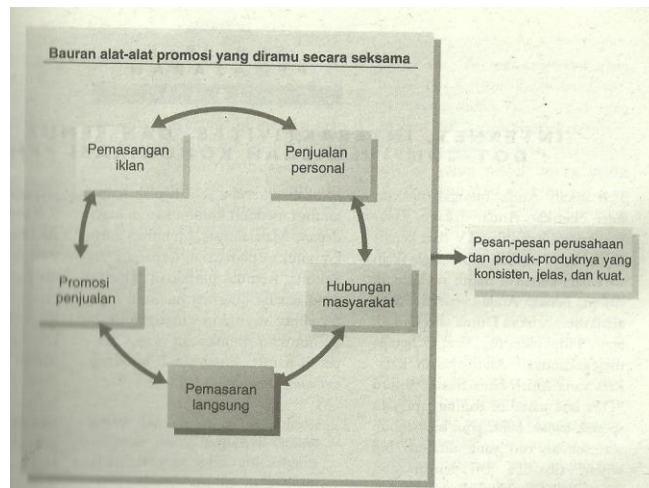 Bauran alat-alat promosi yang diramu secara seksama
Pemasangan
iklan
Penjualan
personal
Pesan-pesan perusahaan
dan produk-produknya yang
konsisten, jelas, dan kuat.
Promosi
penjualan
Hubungan
masyarakat
Pemasaran
langsung